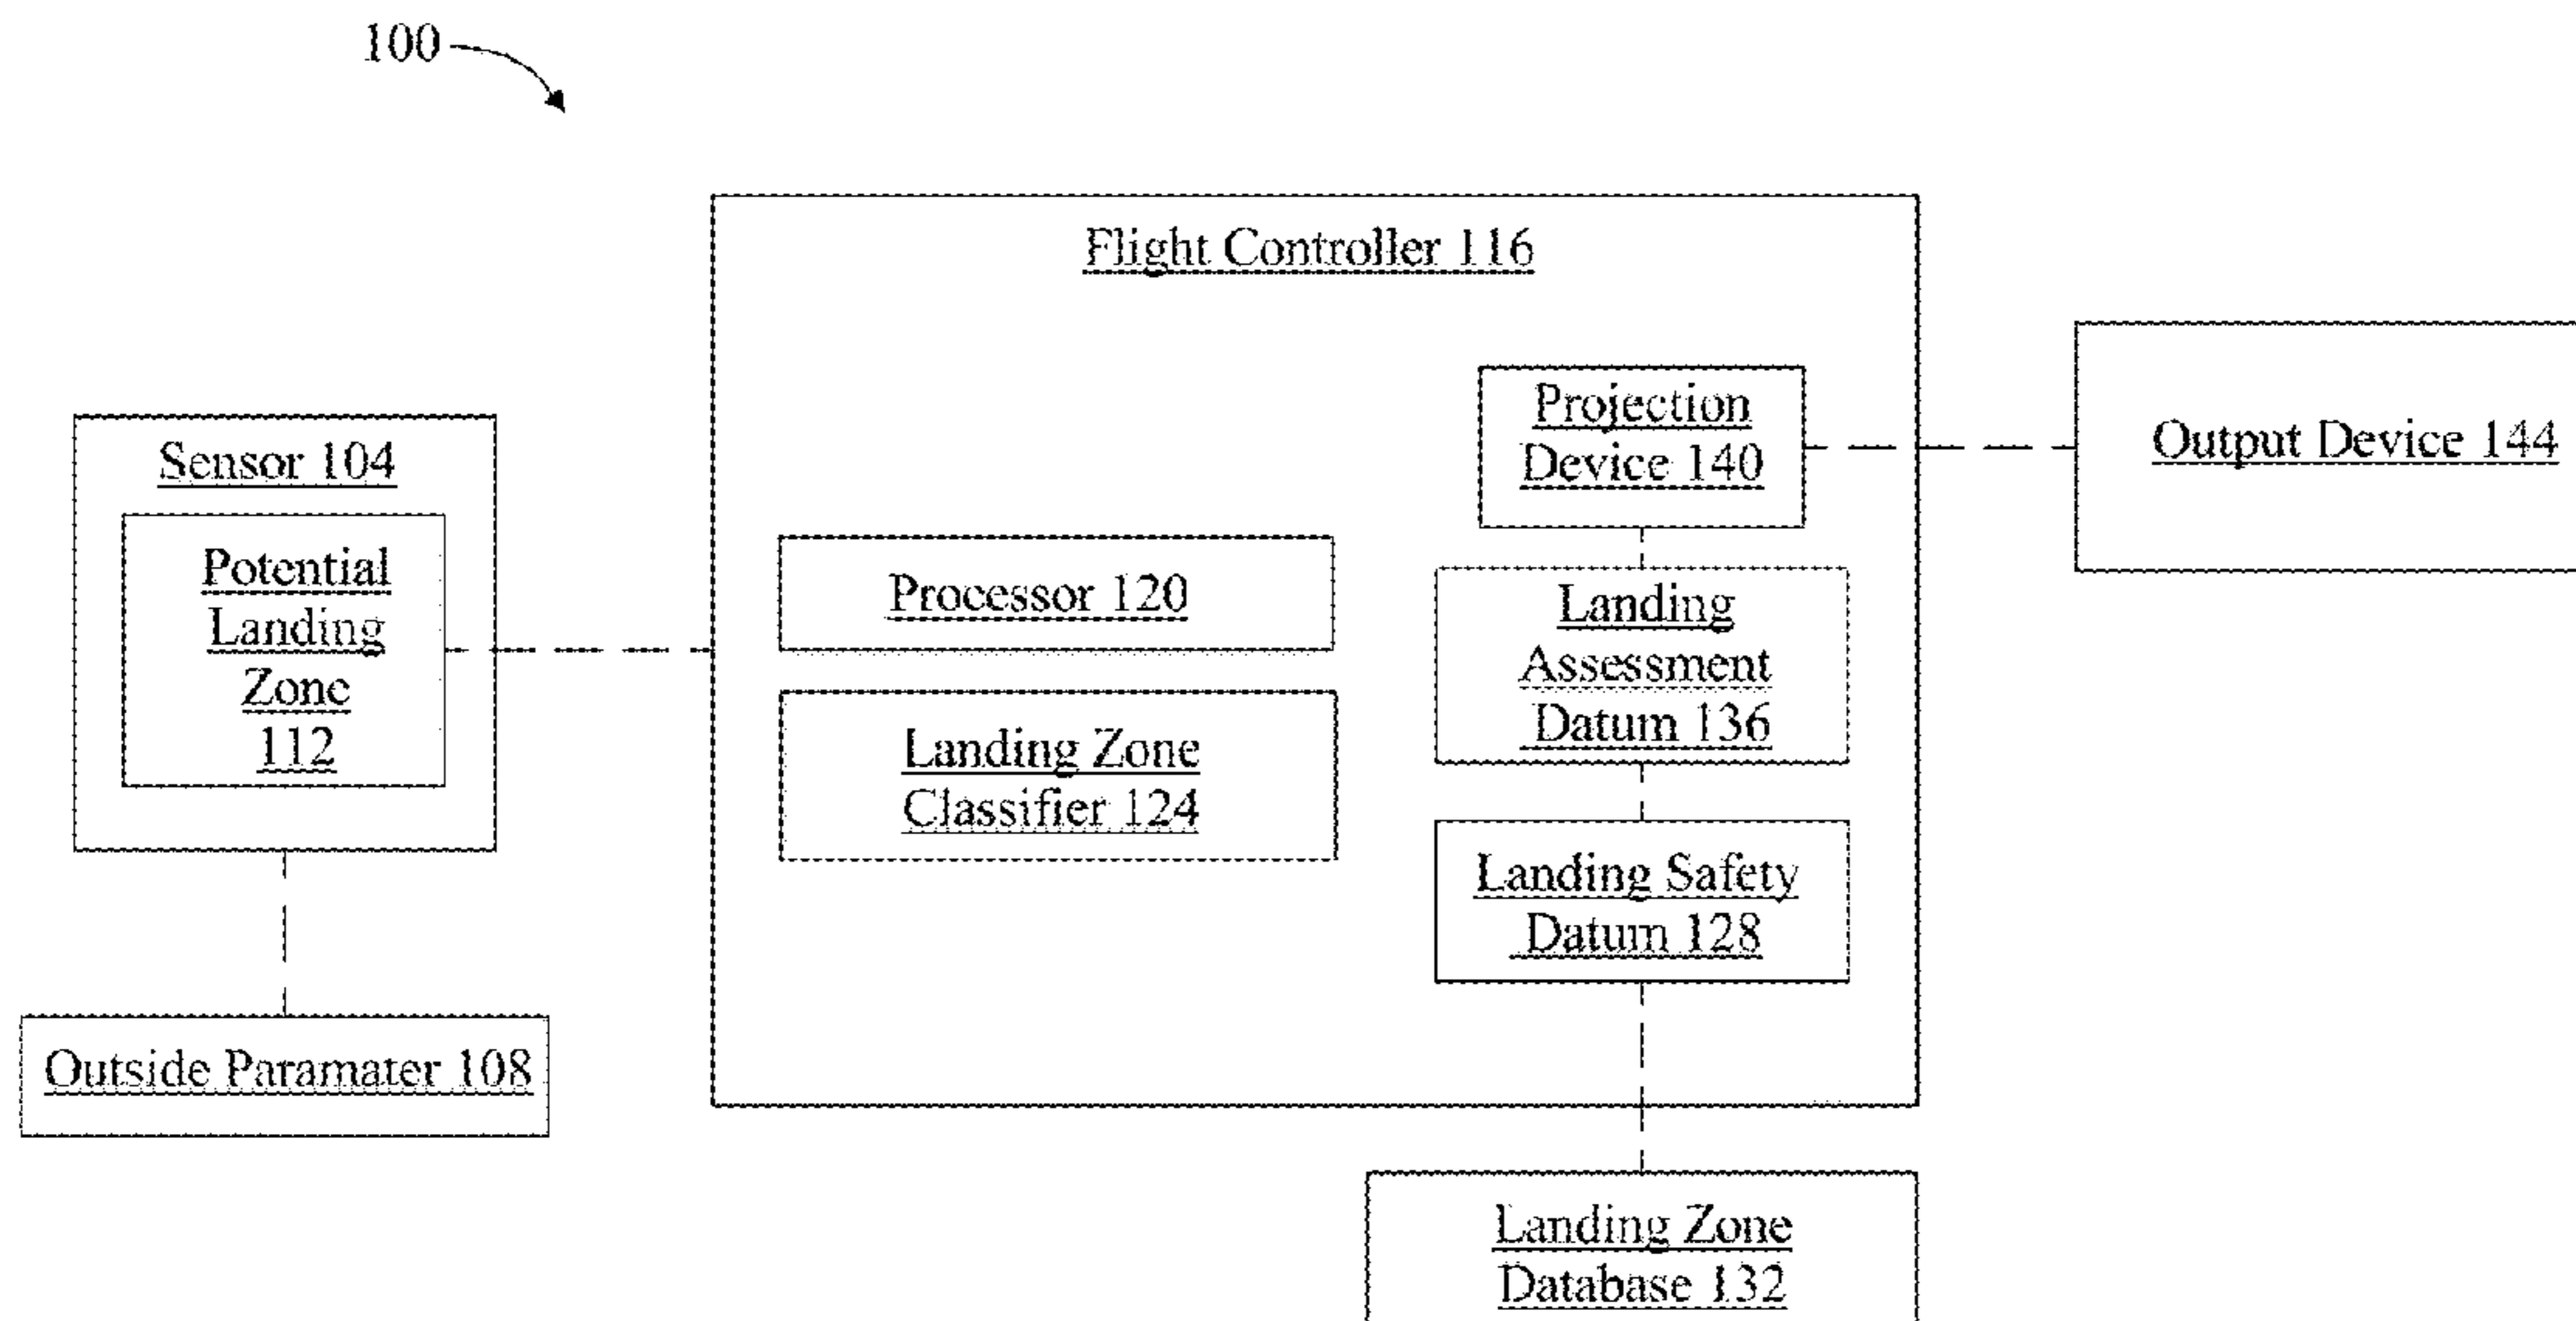 100
Flight Controller 116
Sensor 104
Potential
Landing
Zone
112
Outside Paramater 108
Processor 120
Landing Zone
Classifier 124
Projection
Device 140
Landing
Assessment
Datum 136
Landing Safety
Datum 128
Output Device 144
Landing Zone
Database 132